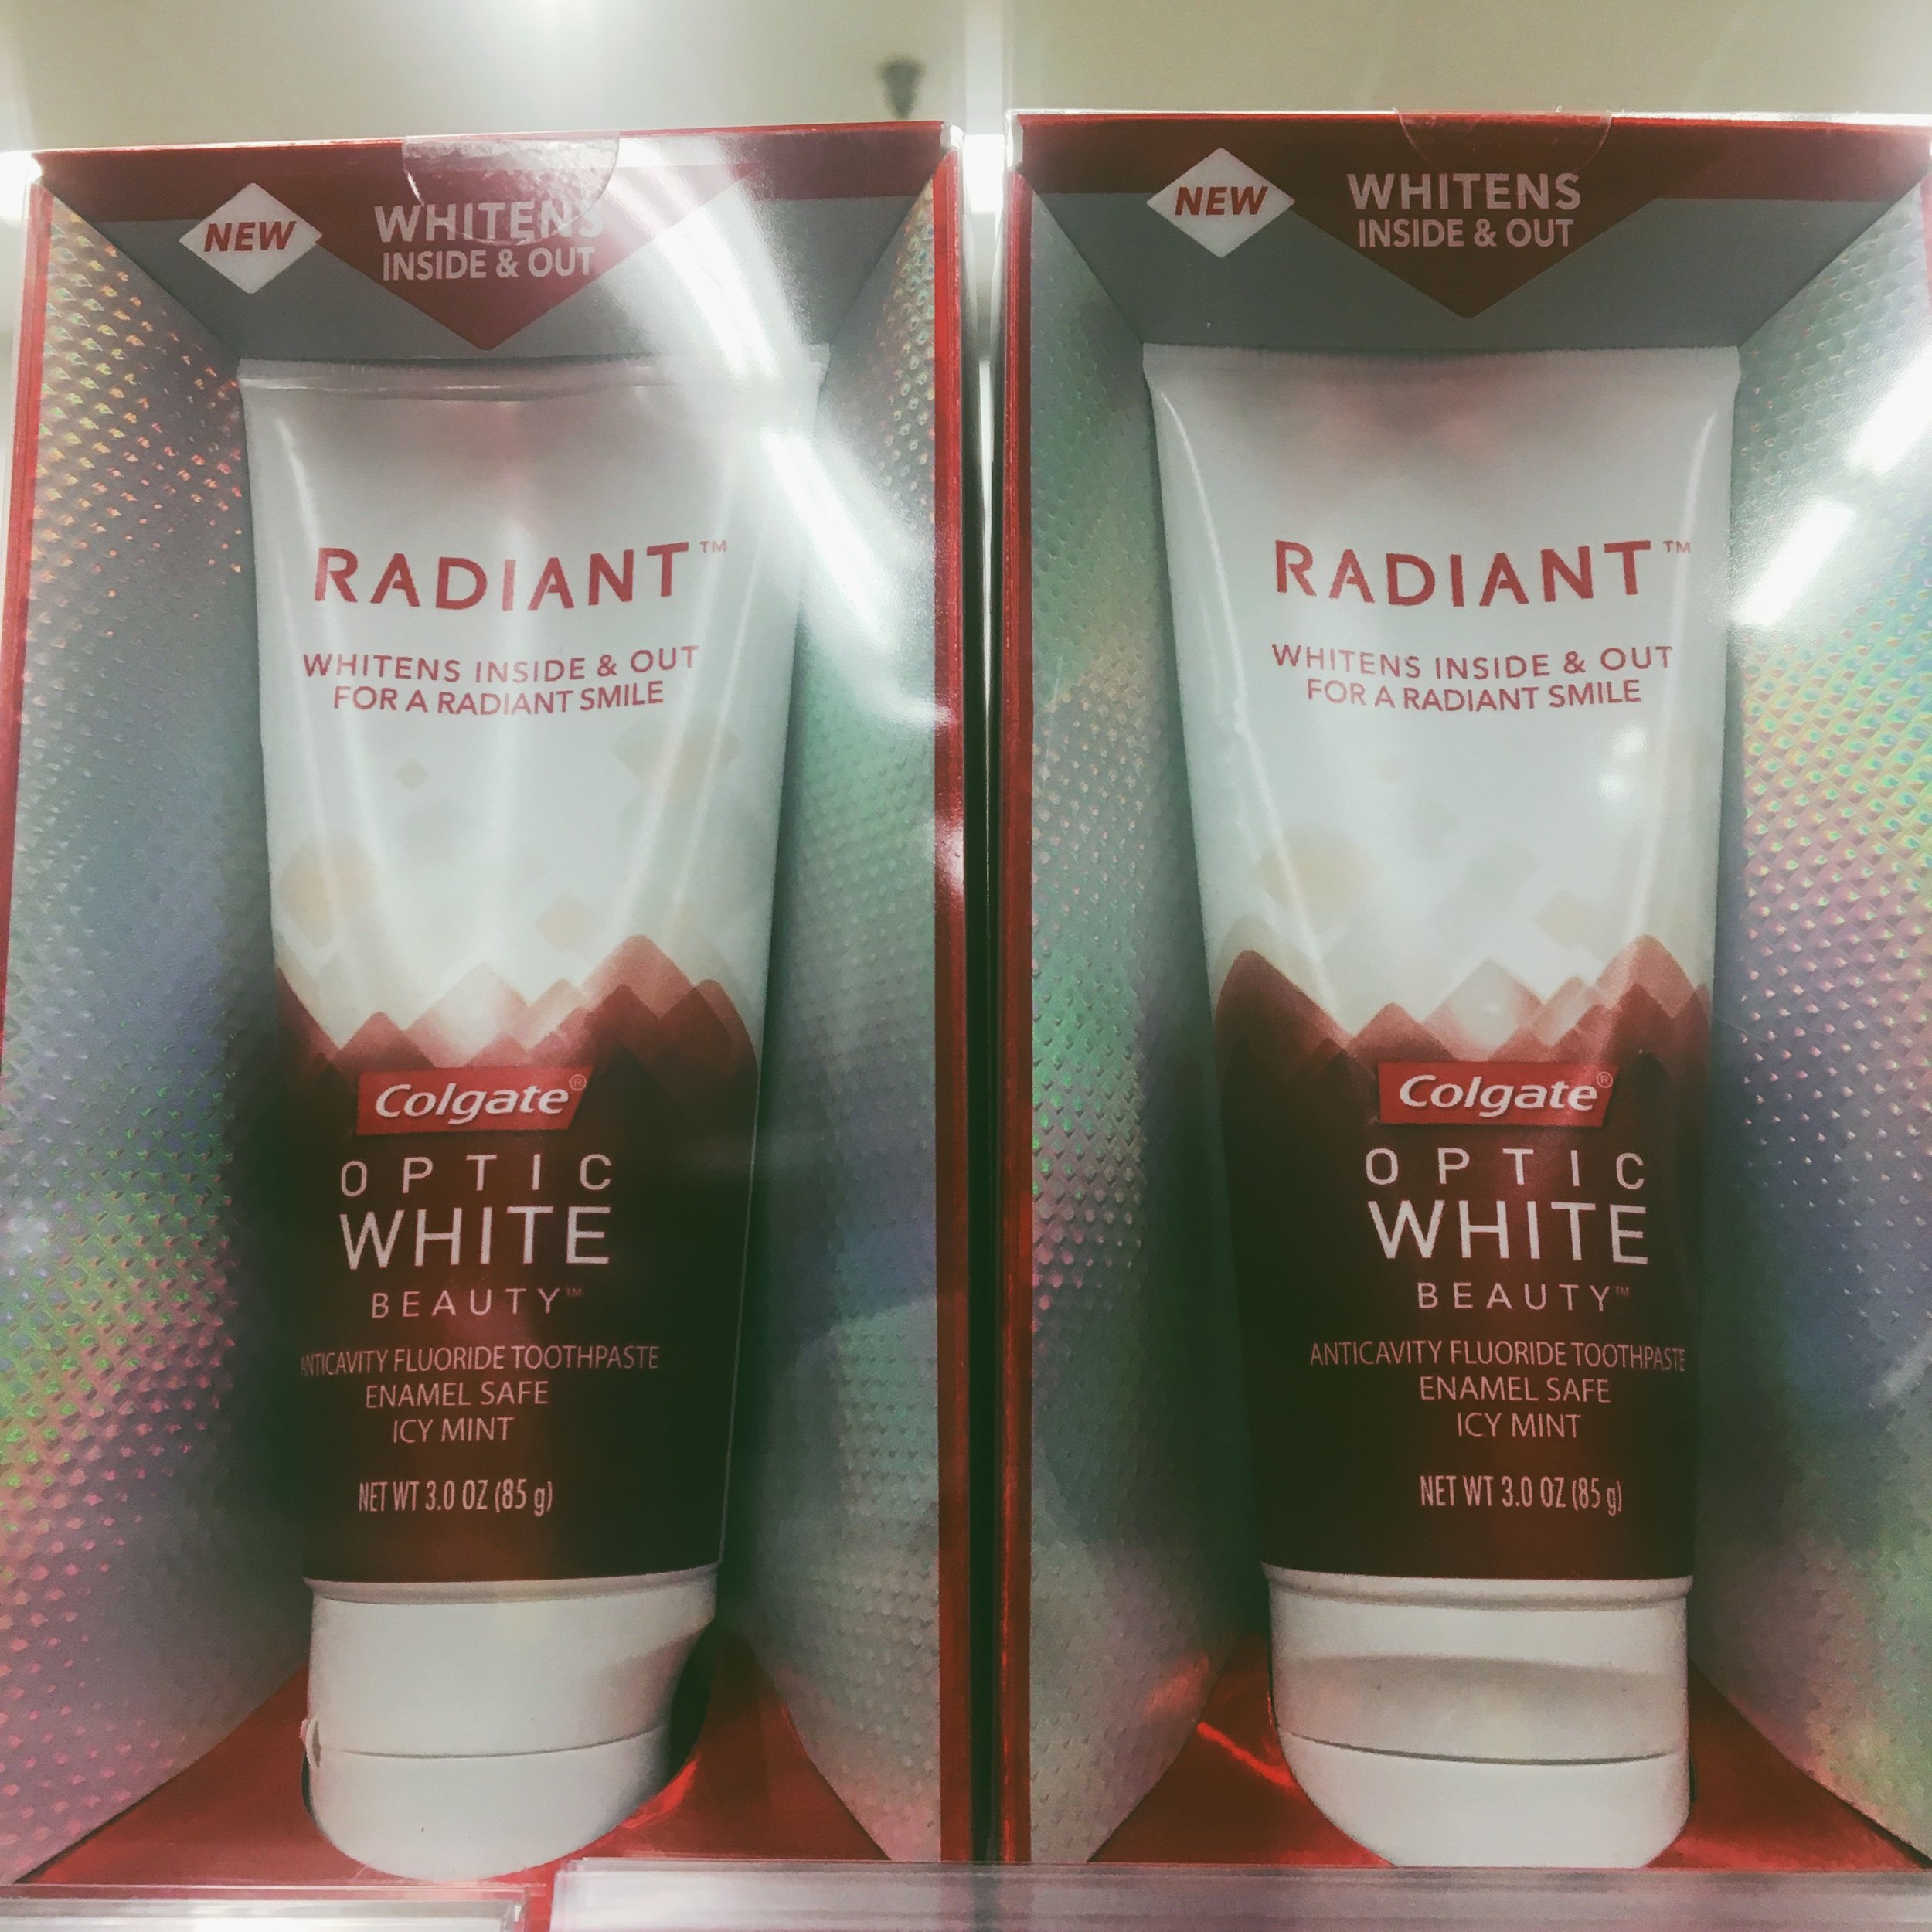 NEW
WHITENS
INSIDE & OUT
RADIANT™
WHITENS INSIDE & OUT
FOR A RADIANT SMILE
Colgate®
OPTIC
WHITE
BEAUTY™
ANTICAVITY FLUORIDE TOOTHPASTE
ENAMEL SAFE
ICY MINT
NET WT 3.0 OZ (85 g)
NEW
WHITENS
INSIDE & OUT
RADIANT™
WHITENS INSIDE & OUT
FOR A RADIANT SMILE
Colgate®
OPTIC
WHITE
BEAUTY™
ANTICAVITY FLUORIDE TOOTHPASTE
ENAMEL SAFE
ICY MINT
NET WT 3.0 OZ (85 g)